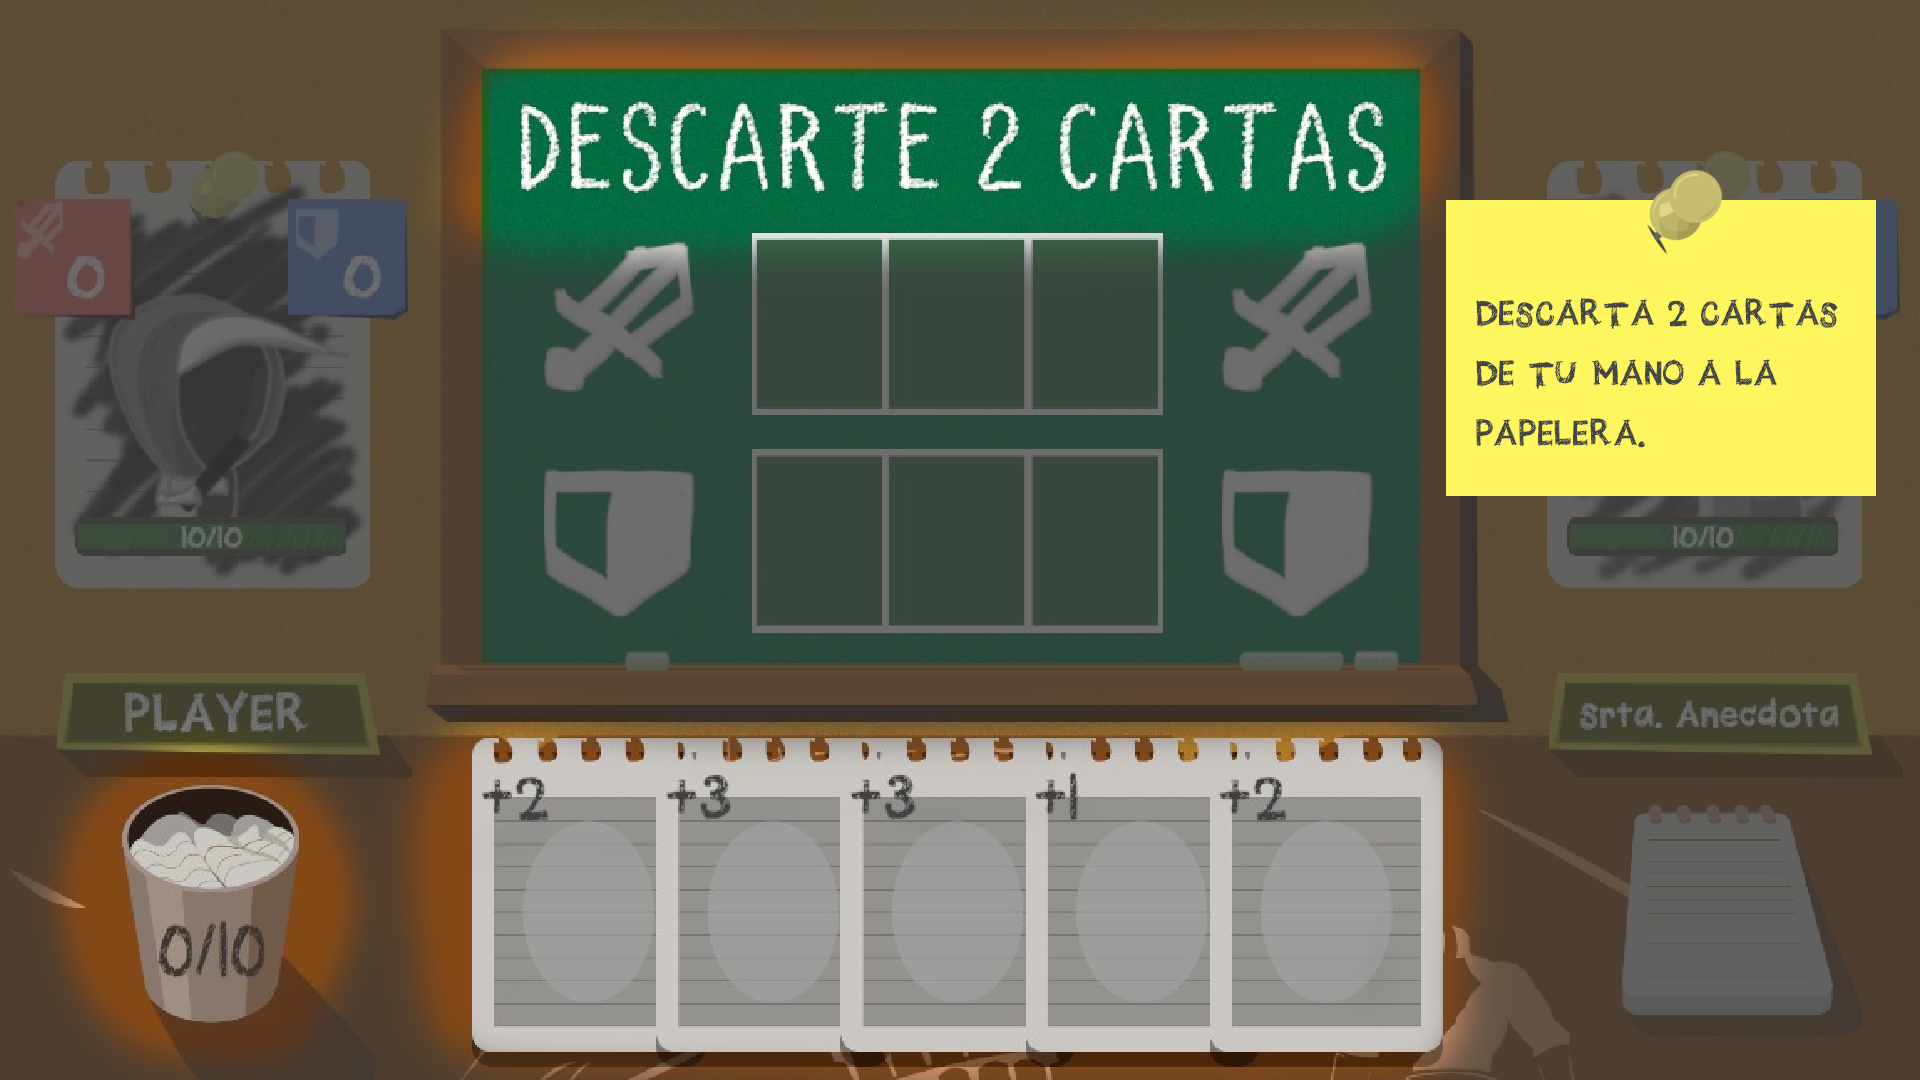 DESCARTE 2 CARTAS
0
0
DESCARTA 2 CARTAS
DE TU MANO A LA
PAPELERA.
10/10
10/10
PLAYER
Srta. Anecdota
+2
+3
+3
+1
+2
0/10